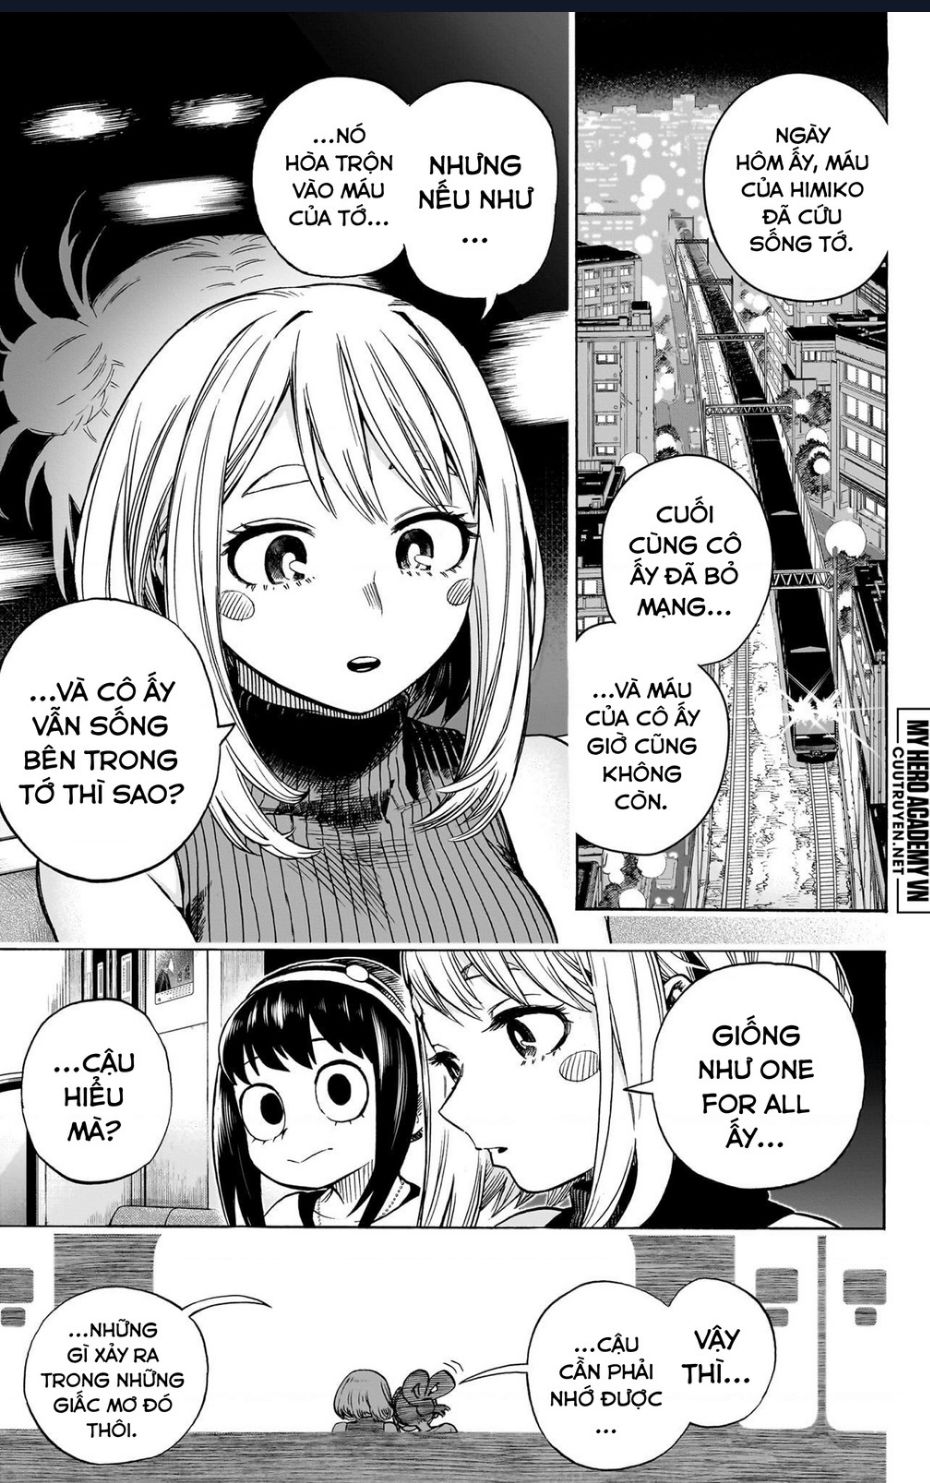 NGÀY
HÔM ẤY, MÁU
CỦA HIMIKO
ĐÃ CỨU
SỐNG TỚ.
CUỐI
CÙNG CÔ
ẤY ĐÃ BỎ
MẠNG...
...VÀ MÁU
CỦA CÔ ẤY
GIỜ CŨNG
KHÔNG
CÒN.
NHƯNG
NẾU NHƯ
...
...NÓ
HÒA TRỘN
VÀO MÁU
CỦA TỚ...
...VÀ CÔ ẤY
VẪN SỐNG
BÊN TRONG
TỚ THÌ SAO?
GIỐNG
NHƯ ONE
FOR ALL
ẤY...
...CẬU
HIỂU
MÀ?
VẬY
THÌ...
...CẬU
CẦN PHẢI
NHỚ ĐƯỢC
...
...NHỮNG
GÌ XẢY RA
TRONG NHỮNG
GIẤC MƠ ĐÓ
THÔI.
MY HERO ACADEMY VN
CUUTRUYEN.NET